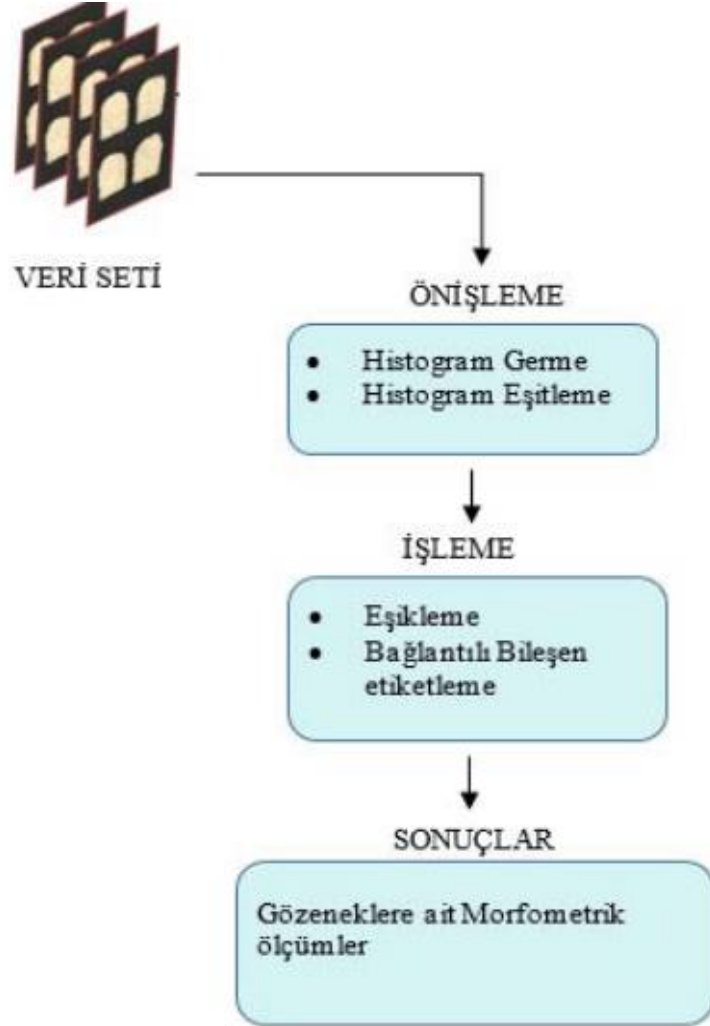 VERİ SETİ
ÖNİŞLEME
• Histogram Germe
• Histogram Eşitleme
İŞLEME
• Eşikleme
• Bağlantılı Bileşen
etiketleme
SONUÇLAR
Gözeneklere ait Morfometrik
ölçümler